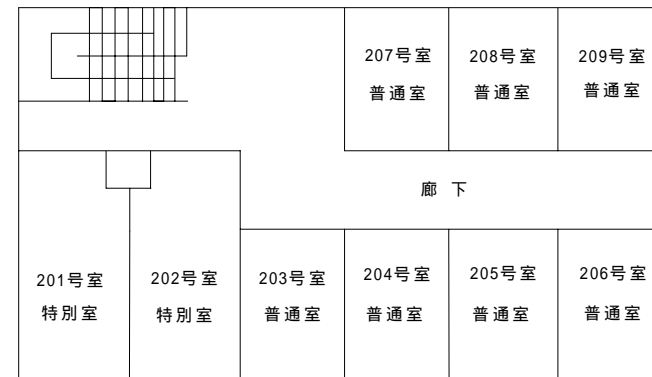 207号室
普通室
208号室
普通室
209号室
普通室
廊 下
201号室
特別室
202号室
特別室
203号室
普通室
204号室
普通室
205号室
普通室
206号室
普通室